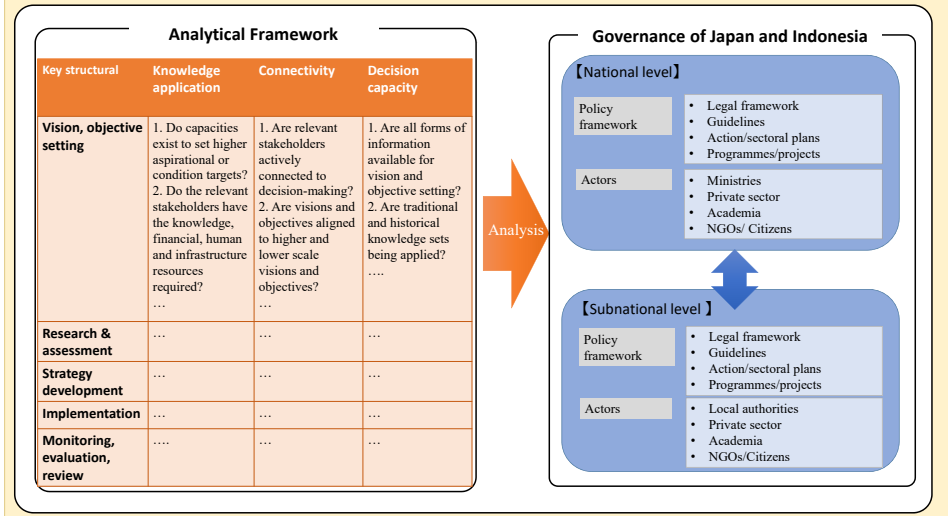 Analytical Framework
Key structural
Knowledge
application
Connectivity
Decision
capacity
Vision, objective
setting
1. Do capacities
exist to set higher
aspirational or
condition targets?
2. Do the relevant
stakeholders have
the knowledge,
financial, human
and infrastructure
resources
required?
…
1. Are relevant
stakeholders
actively
connected to
decision-making?
2. Are visions and
objectives aligned
to higher and
lower scale
visions and
objectives?
…
1. Are all forms of
information
available for
vision and
objective setting?
2. Are traditional
and historical
knowledge sets
being applied?
….
Research &
assessment
…
…
…
Strategy
development
…
…
…
Implementation
…
…
…
Monitoring,
evaluation,
review
….
…
…
Analysis
Governance of Japan and Indonesia
【National level】
Policy
framework
• Legal framework
• Guidelines
• Action/sectoral plans
• Programmes/projects
Actors
• Ministries
• Private sector
• Academia
• NGOs/ Citizens
【Subnational level 】
Policy
framework
• Legal framework
• Guidelines
• Action/sectoral plans
• Programmes/projects
Actors
• Local authorities
• Private sector
• Academia
• NGOs/Citizens